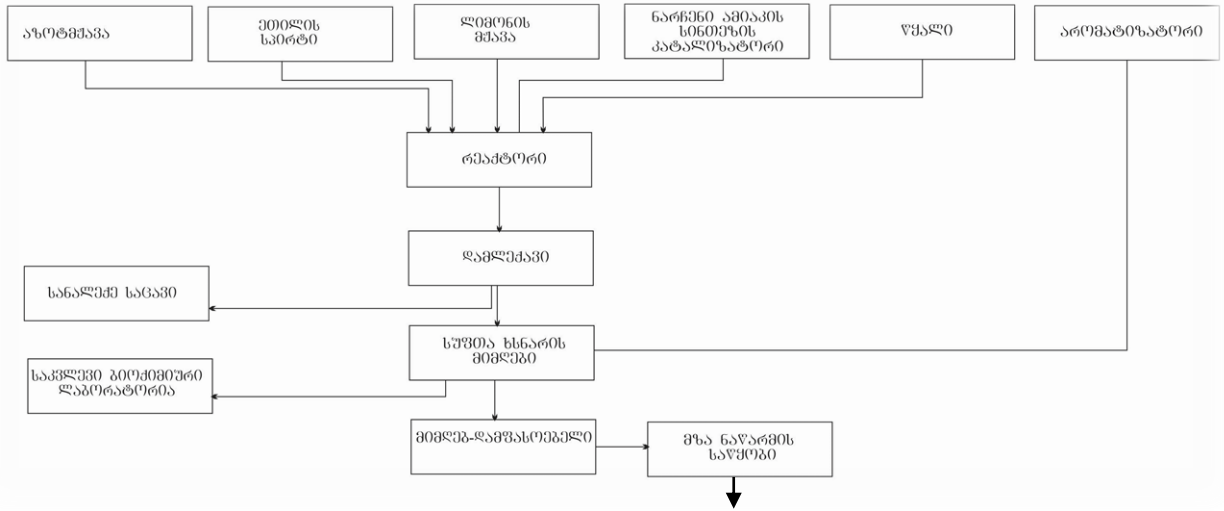 აზოტმჟავა
ეთილის
სპირტი
ლიმონის
მჟავა
ნარჩენი ამიაკის
სინთეზის
კატალიზატორი
წყალი
არომატიზატორი
რეაქტორი
დამლექავი
სანალექე საცავი
სუფთა ხსნარის
მიმღები
საკვლევი ბიოქიმიური
ლაბორატორია
მიმღებ-დამფასოებელი
მზა ნაწარმის
საწყობი